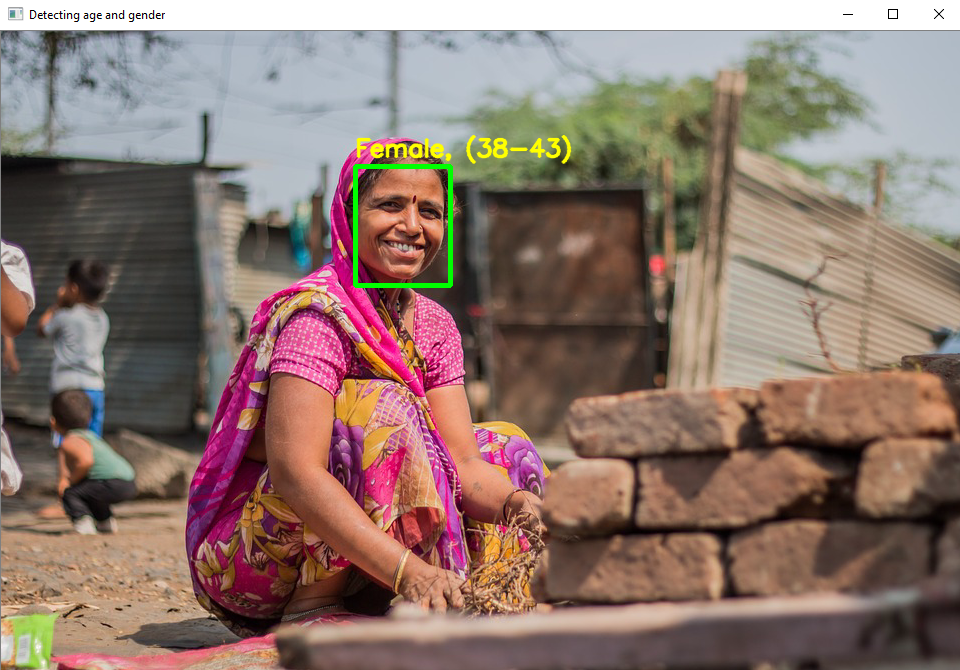 Detecting age and gender
Female, (38-43)